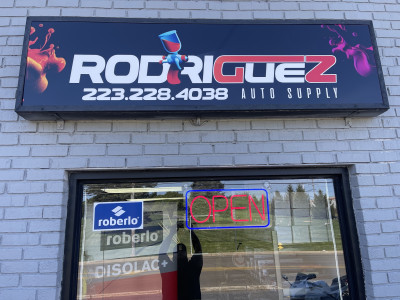 RODRIGUEZ
223.228.4038 AUTO SUPPLY
OPEN
roberlo
roberlo
DISOLAC+